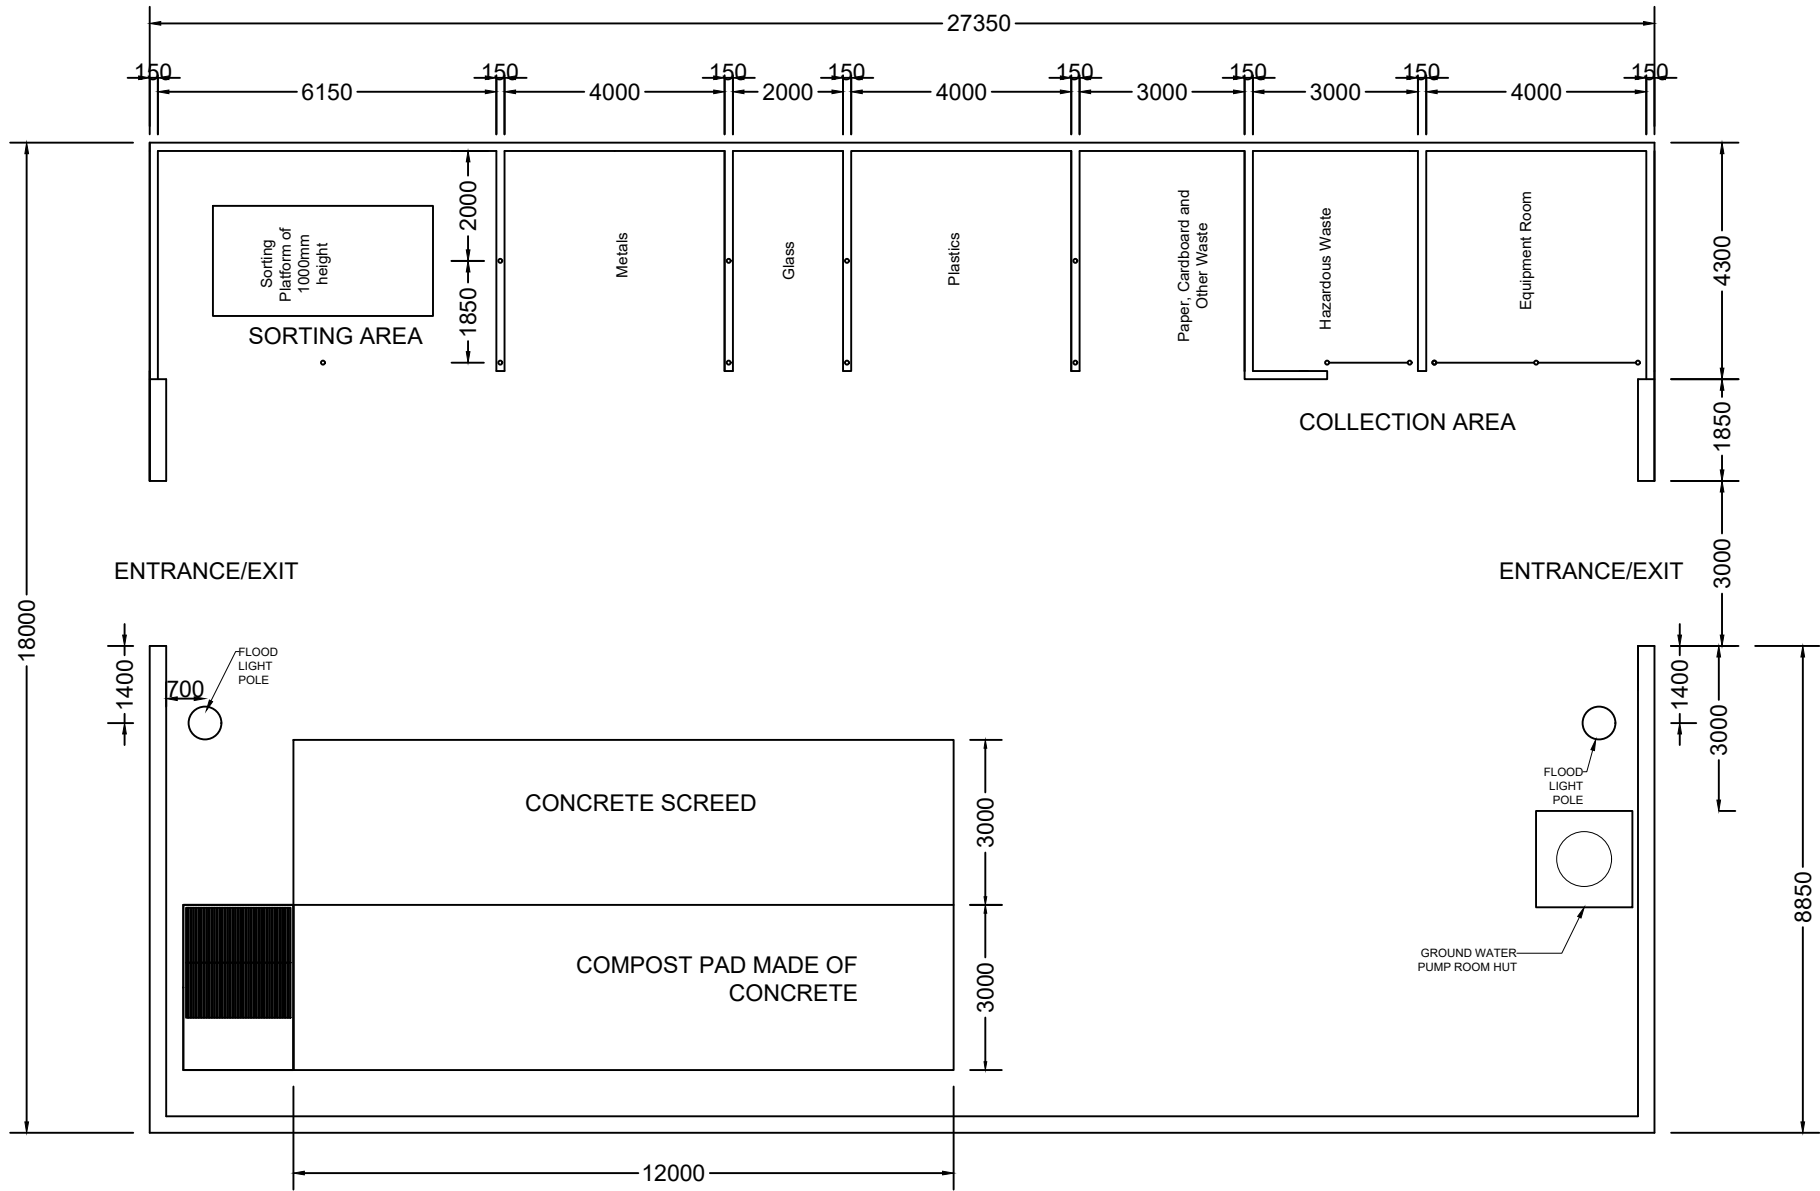 27350
150
150
150
150
150
150
150
150
6150
4000
2000
4000
3000
3000
4000
18000
2000
1850
Sorting
Platform of
1000mm
height
SORTING AREA
Metals
Glass
Plastics
Paper, Cardboard and
Other Waste
Hazardous Waste
Equipment Room
COLLECTION AREA
4300
1850
3000
ENTRANCE/EXIT
ENTRANCE/EXIT
1400
700
FLOOD
LIGHT
POLE
1400
3000
8850
FLOOD
LIGHT
POLE
CONCRETE SCREED
3000
COMPOST PAD MADE OF
CONCRETE
3000
GROUND WATER
PUMP ROOM HUT
12000